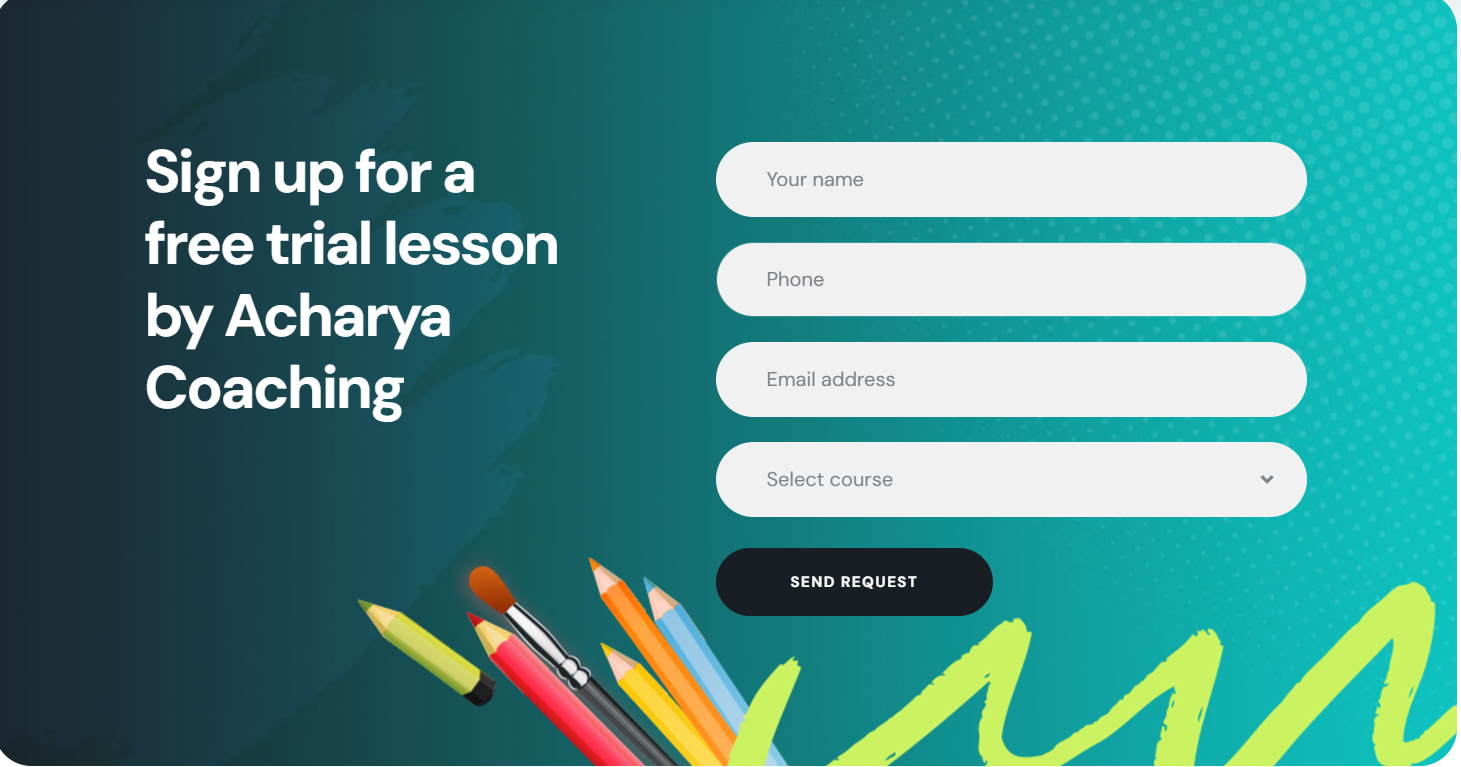 Sign up for a
free trial lesson
by Acharya
Coaching
Your name
Phone
Email address
Select course
SEND REQUEST